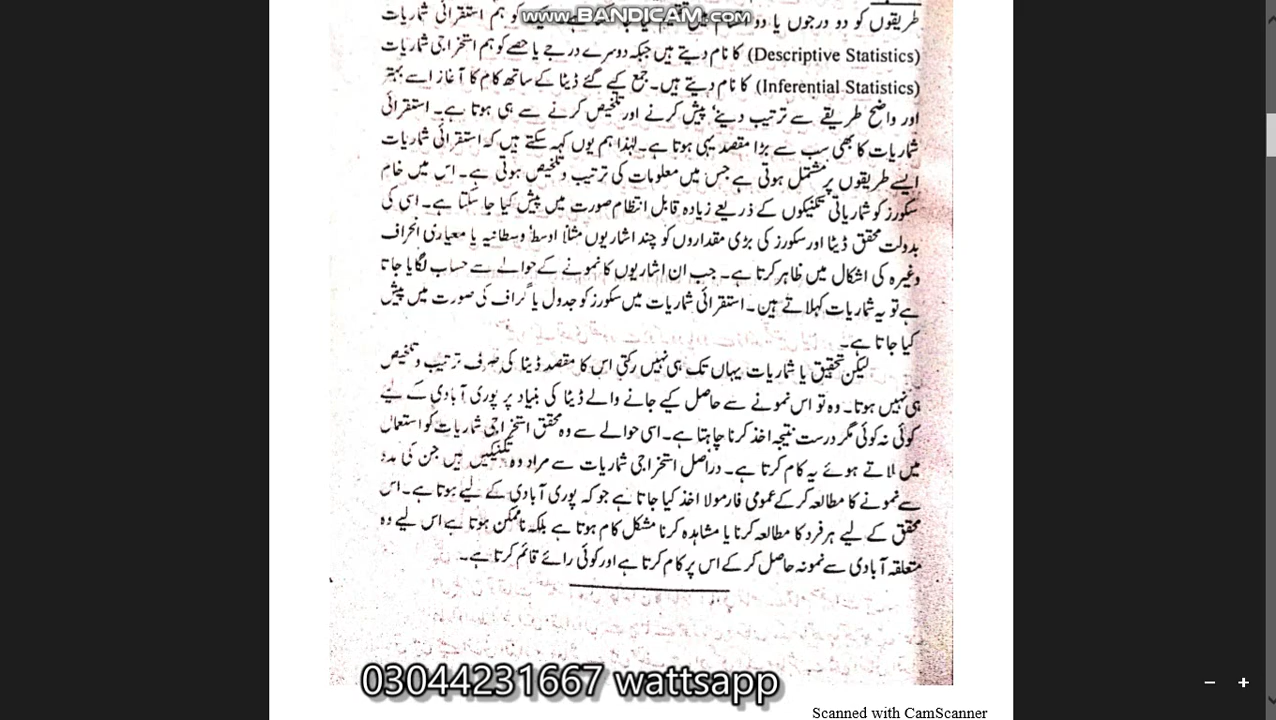 www.BANDICAM.com
طریقوں کو دو درجوں یا دو کو ہم استقرائی شماریات
(Descriptive Statistics) کا نام دیتے ہیں جبکہ دوسرے درجے یا حصے کو ہم استخراجی شماریات
(Inferential Statistics) کا نام دیتے ہیں۔ جمع کیے گئے ڈیٹا کے ساتھ کام کا آغاز اسے بہتر
اور واضح طریقے سے ترتیب دینے' پیش کرنے اور تلخیص کرنے سے ہی ہوتا ہے۔ استقرائی
شماریات کا بھی سب سے بڑا مقصد یہی ہوتا ہے۔ لہٰذا ہم یوں کہہ سکتے ہیں کہ استقرائی شماریات
ایسے طریقوں پر مشتمل ہوتی ہے جس میں معلومات کی ترتیب و تلخیص ہوتی ہے۔ اس میں خام
سکورز کو شماریاتی تکنیکوں کے ذریعے زیادہ قابل انتظام صورت میں پیش کیا جا سکتا ہے۔ اسی کی
بدولت محقق ڈیٹا اور سکورز کی بڑی مقداروں کو چند اشاریوں مثلاً اوسط' وسطانیہ یا معیاری انحراف
وغیرہ کی اشکال میں ظاہر کرتا ہے۔ جب ان اشاریوں کا نمونے کے حوالے سے حساب لگایا جاتا
ہے تو یہ شماریات کہلاتے ہیں۔ استقرائی شماریات میں سکورز کو جدول یا گراف کی صورت میں پیش
کیا جاتا ہے۔
لیکن تحقیق یا شماریات یہاں تک ہی نہیں رکتی اس کا مقصد ڈیٹا کی صرف ترتیب و تلخیص
ہی نہیں ہوتا۔ وہ تو اس نمونے سے حاصل کیے جانے والے ڈیٹا کی بنیاد پر پوری آبادی کے لیے
کوئی نہ کوئی مگر درست نتیجہ اخذ کرنا چاہتا ہے۔ اسی حوالے سے وہ محقق استخراجی شماریات کو استعمال
میں لاتے ہوئے یہ کام کرتا ہے۔ دراصل استخراجی شماریات سے مراد وہ تکنیکیں ہیں جن کی مدد
سے نمونے کا مطالعہ کر کے عمومی فارمولا اخذ کیا جاتا ہے جو کہ پوری آبادی کے لیے ہوتا ہے۔ اس
محقق کے لیے ہر فرد کا مطالعہ کرنا یا مشاہدہ کرنا مشکل کام ہوتا ہے بلکہ ناممکن ہوتا ہے اس لیے وہ
متعلقہ آبادی سے نمونہ حاصل کر کے اس پر کام کرتا ہے اور کوئی رائے قائم کرتا ہے۔
03044231667 wattsapp
Scanned with CamScanner